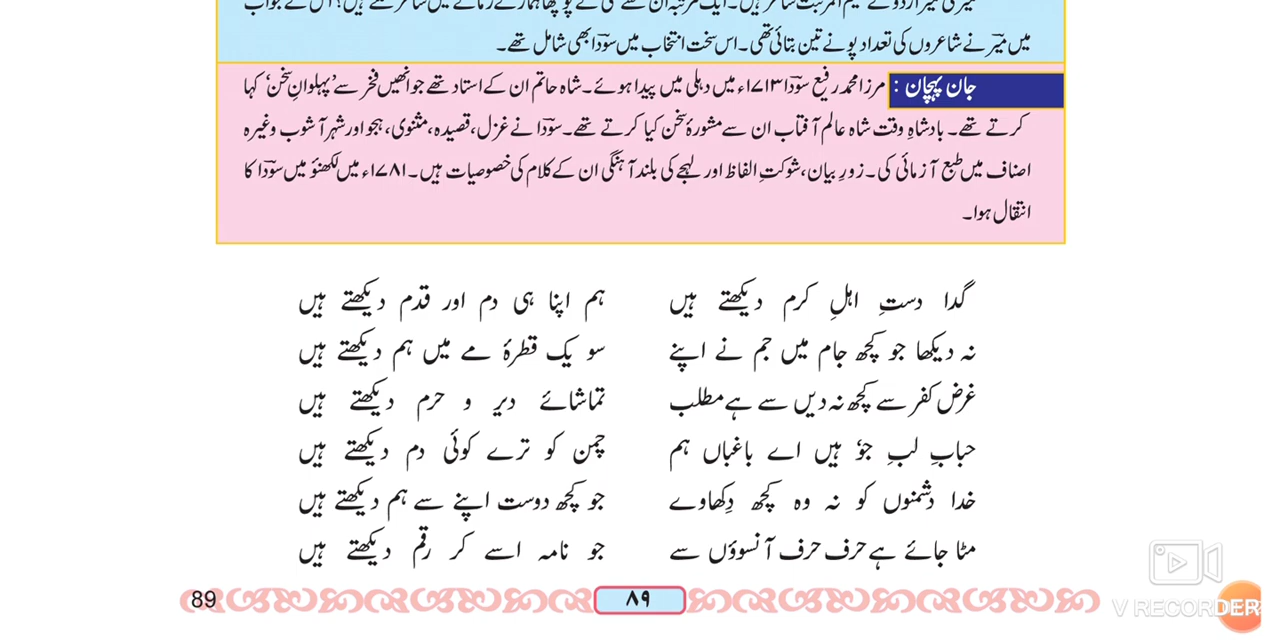 میں میرؔ نے شاعروں کی تعداد پونے تین بتائی تھی۔ اس سخت انتخاب میں سوداؔ بھی شامل تھے۔
جان پہچان : مرزا محمد رفیع سوداؔ ۱۷۱۳ء میں دہلی میں پیدا ہوئے۔ شاہ حاتم ان کے استاد تھے جو انھیں فخر سے 'پہلوانِ سخن' کہا
کرتے تھے۔ بادشاہِ وقت شاہ عالم آفتاب ان سے مشورۂ سخن کیا کرتے تھے۔ سوداؔ نے غزل، قصیدہ، مثنوی، ہجو اور شہر آشوب وغیرہ
اصناف میں طبع آزمائی کی۔ زورِ بیان، شوکتِ الفاظ اور لہجے کی بلند آہنگی ان کے کلام کی خصوصیات ہیں۔ ۱۷۸۱ء میں لکھنؤ میں سوداؔ کا
انتقال ہوا۔
گدا دستِ اہلِ کرم دیکھتے ہیں ہم اپنا ہی دم اور قدم دیکھتے ہیں
نہ دیکھا جو کچھ جام میں جم نے اپنے سو یک قطرۂ مے میں ہم دیکھتے ہیں
غرض کفر سے کچھ نہ دیں سے ہے مطلب تماشائے دیر و حرم دیکھتے ہیں
حبابِ لبِ جوٗ ہیں اے باغباں ہم چمن کو ترے کوئی دم دیکھتے ہیں
خدا دشمنوں کو نہ وہ کچھ دِکھاوے جو کچھ دوست اپنے سے ہم دیکھتے ہیں
مٹا جائے ہے حرف حرف آنسوؤں سے جو نامہ اسے کر رقم دیکھتے ہیں
89 ۸۹
V RECORDER